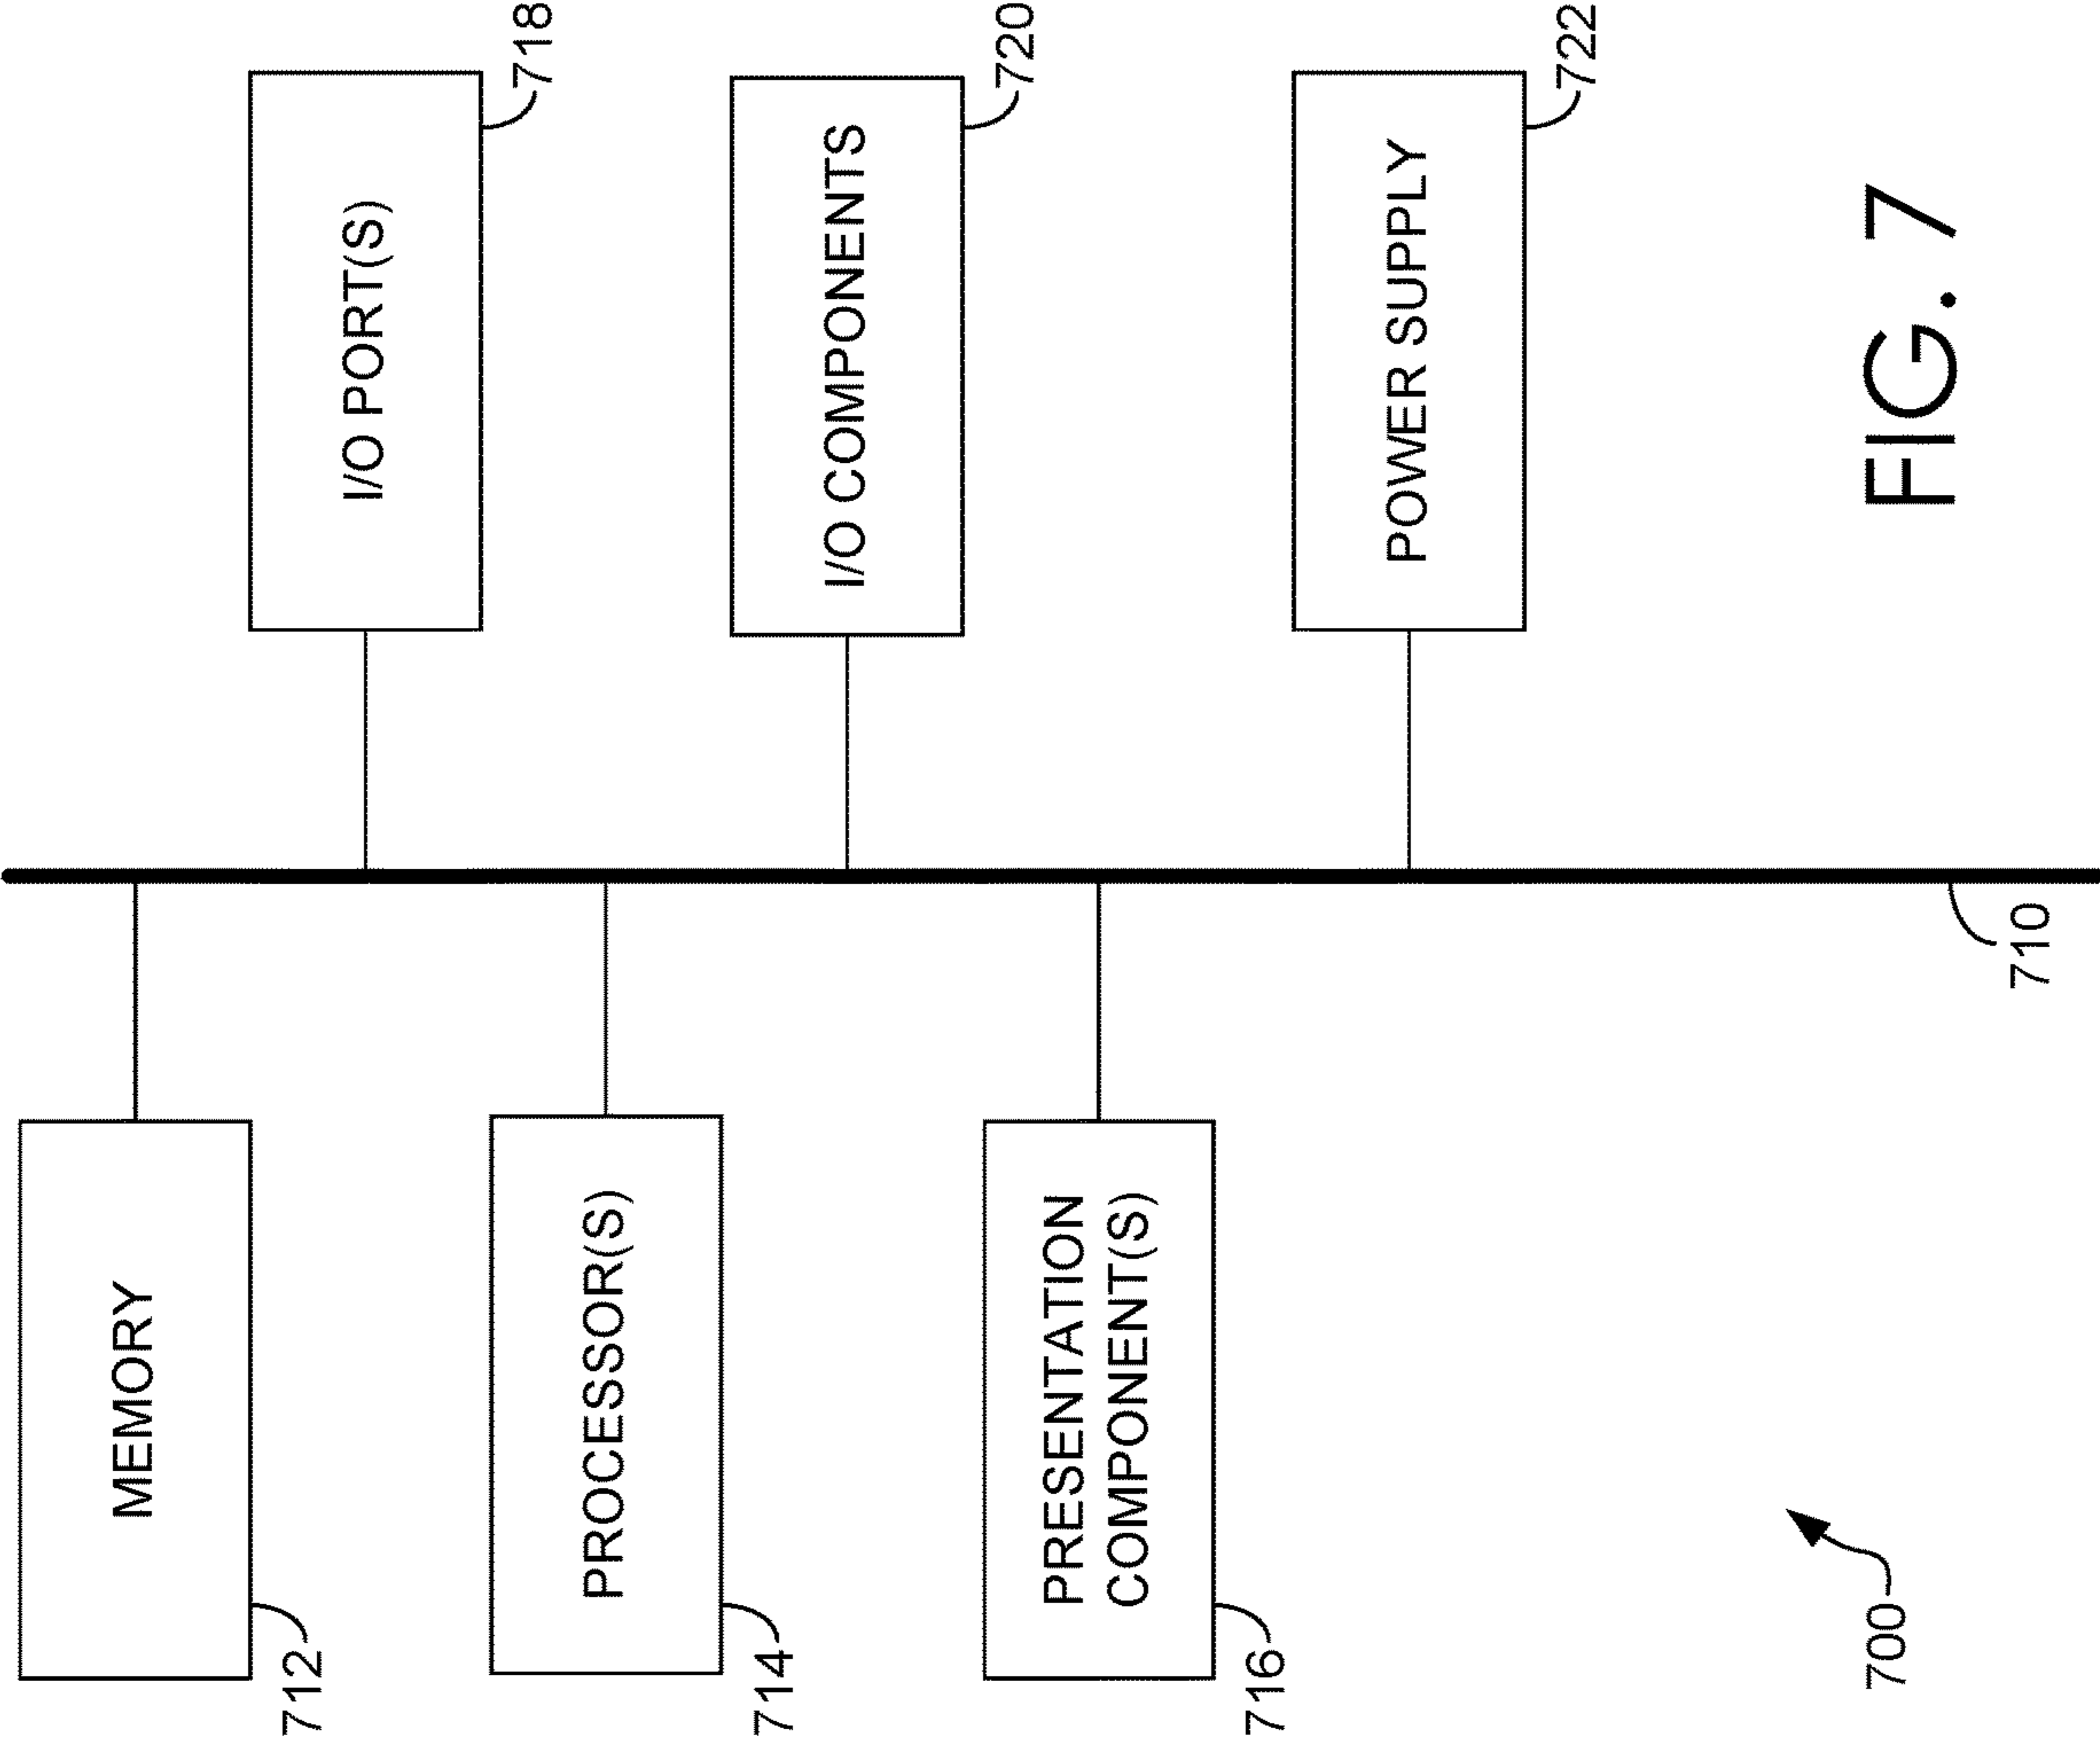 MEMORY
712
PROCESSOR(S)
714
PRESENTATION
COMPONENT(S)
716
700
I/O PORT(S)
718
I/O COMPONENTS
720
POWER SUPPLY
722
710
FIG. 7